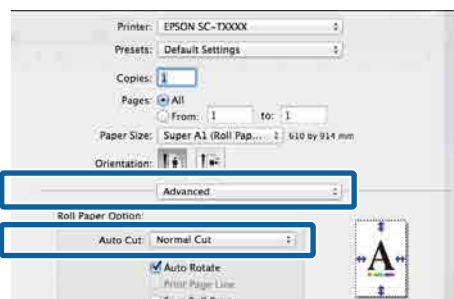 Printer: EPSON SC-TXXXX
Presets: Default Settings
Copies: 1
Pages: All
From: 1 to: 1
Paper Size: Super A1 (Roll Pap... 610 by 914 mm
Orientation:
Advanced
Roll Paper Option:
Auto Cut: Normal Cut
A
Auto Rotate
Print Page Line